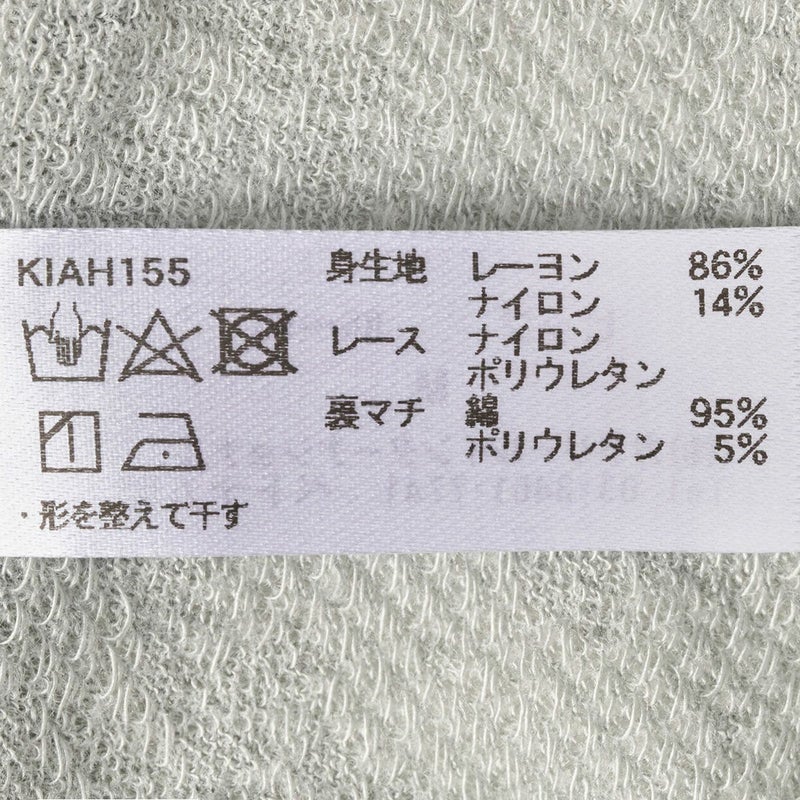 KIAH155
身生地 レーヨン 86%
ナイロン 14%
レース ナイロン
ポリウレタン
裏マチ 綿 95%
ポリウレタン 5%
・形を整えて干す